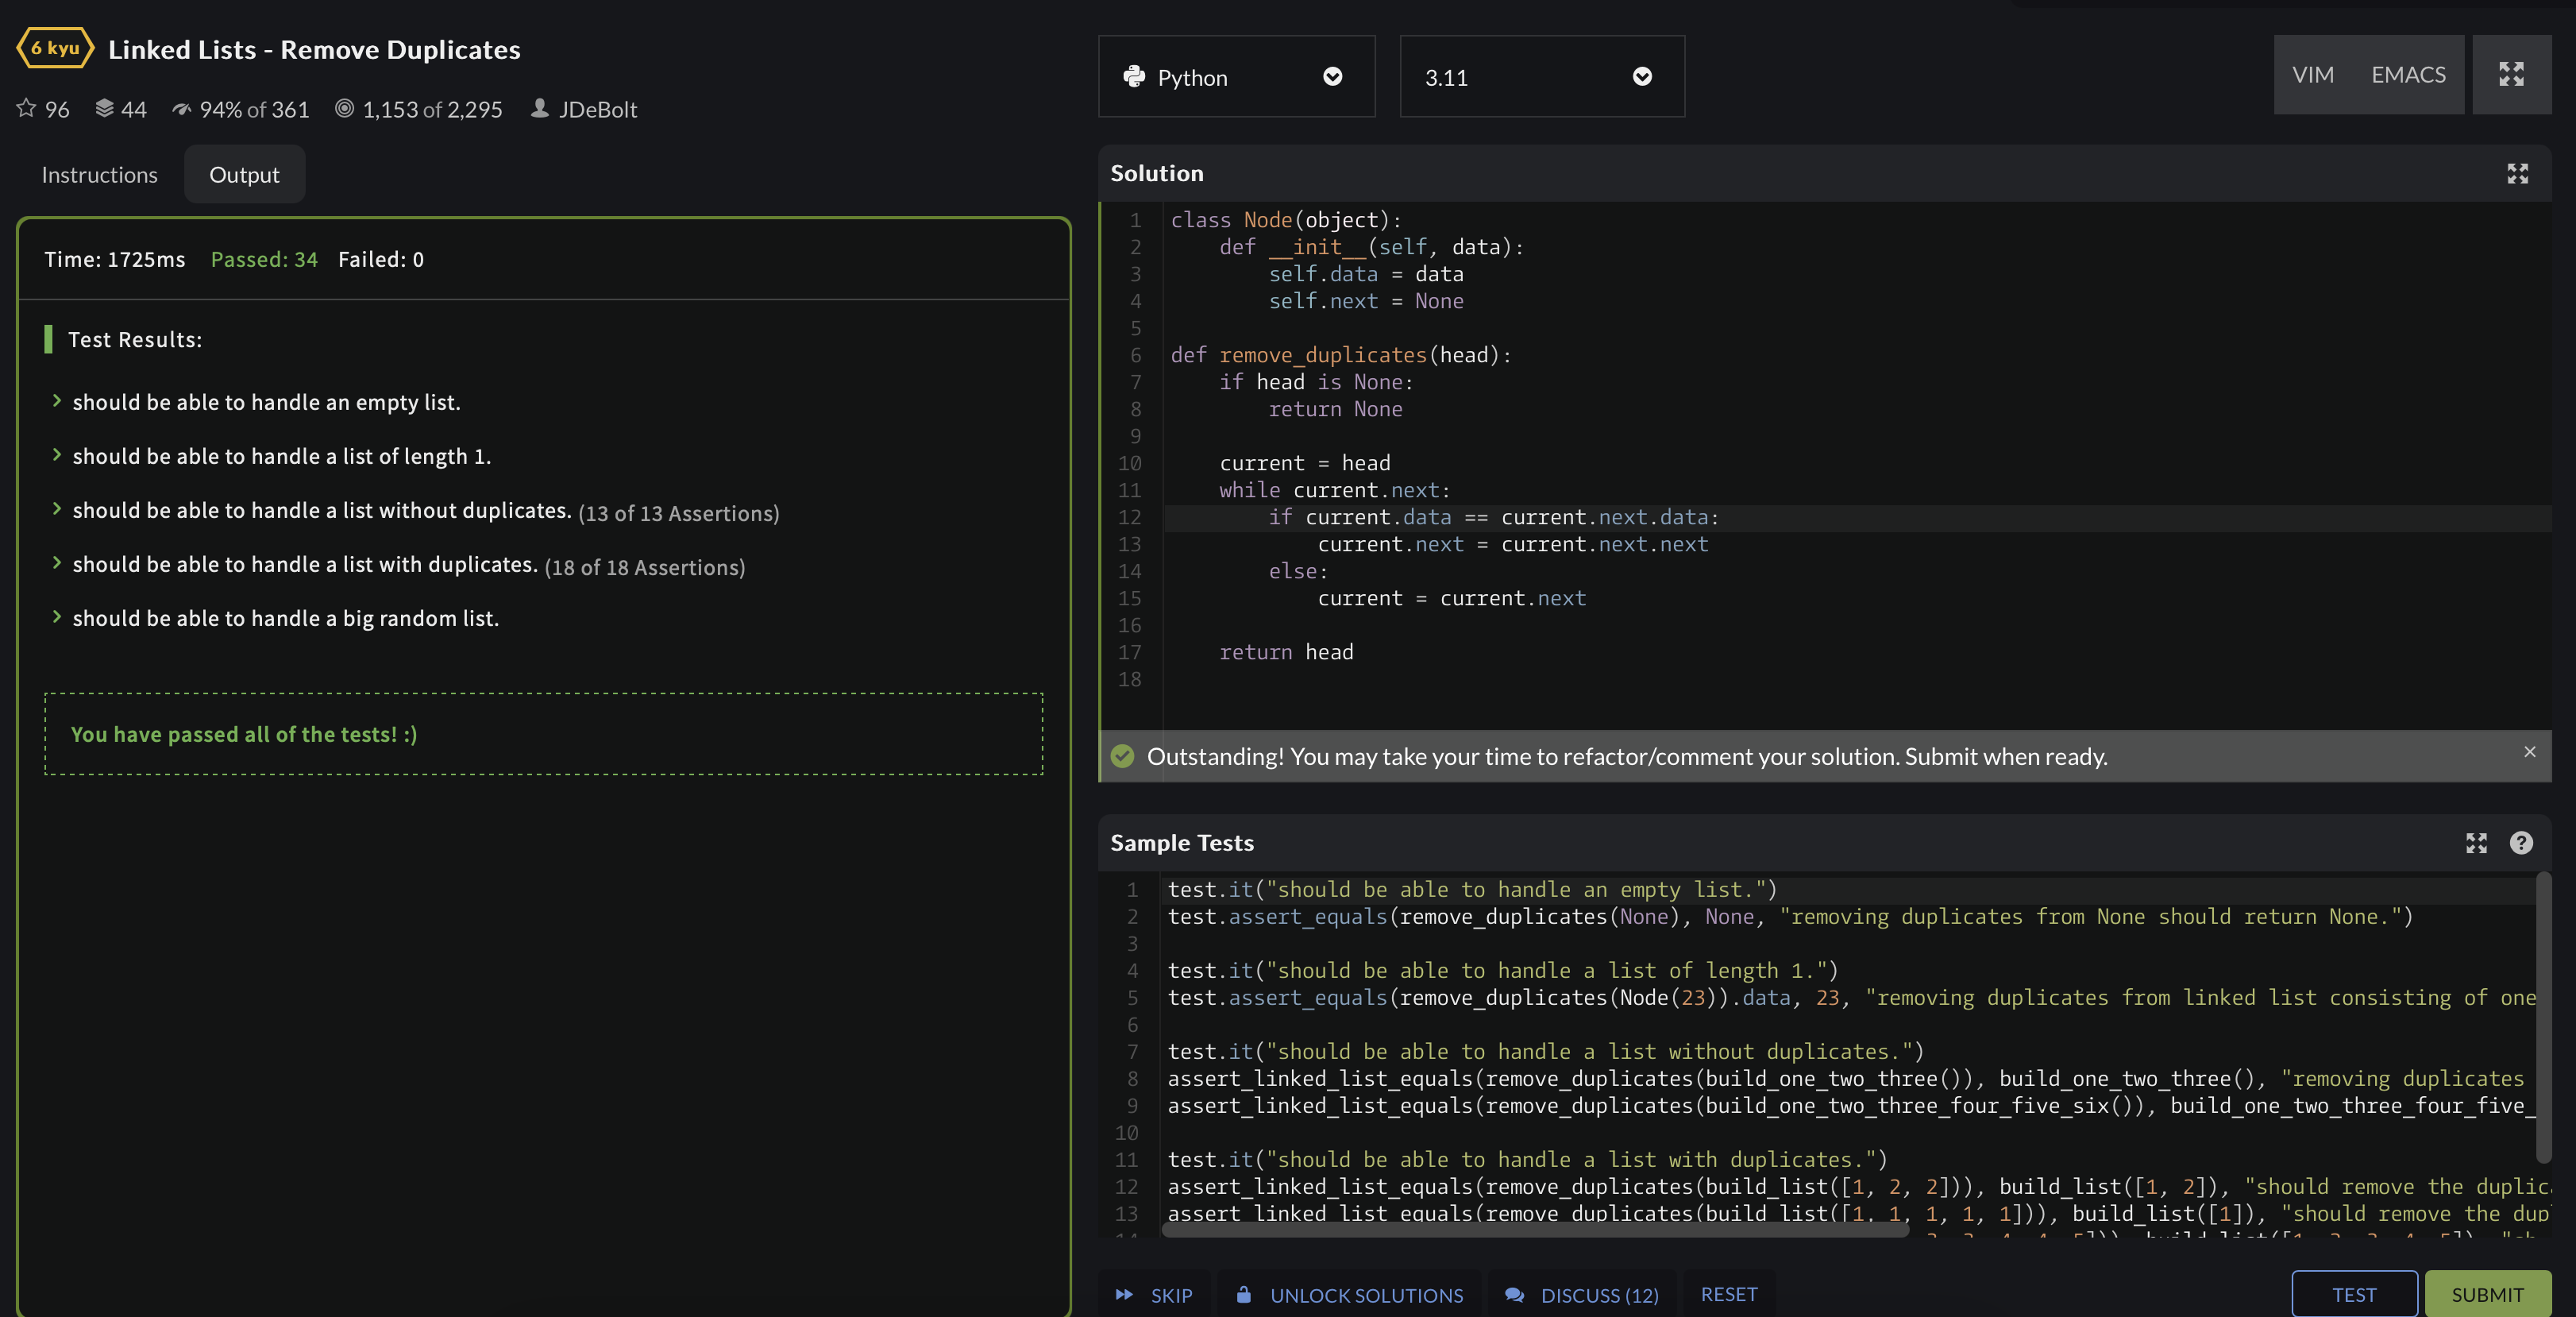 6 kyu Linked Lists - Remove Duplicates
96 44 94% of 361 1,153 of 2,295 JDeBolt
Instructions Output
Time: 1725ms Passed: 34 Failed: 0
Test Results:
should be able to handle an empty list.
should be able to handle a list of length 1.
should be able to handle a list without duplicates. (13 of 13 Assertions)
should be able to handle a list with duplicates. (18 of 18 Assertions)
should be able to handle a big random list.
You have passed all of the tests! :)
Python 3.11 VIM EMACS
Solution
1 class Node(object):
2     def __init__(self, data):
3         self.data = data
4         self.next = None
5
6 def remove_duplicates(head):
7     if head is None:
8         return None
9
10     current = head
11     while current.next:
12         if current.data == current.next.data:
13             current.next = current.next.next
14         else:
15             current = current.next
16
17     return head
18
Outstanding! You may take your time to refactor/comment your solution. Submit when ready.
Sample Tests
1 test.it("should be able to handle an empty list.")
2 test.assert_equals(remove_duplicates(None), None, "removing duplicates from None should return None.")
3
4 test.it("should be able to handle a list of length 1.")
5 test.assert_equals(remove_duplicates(Node(23)).data, 23, "removing duplicates from linked list consisting of one
6
7 test.it("should be able to handle a list without duplicates.")
8 assert_linked_list_equals(remove_duplicates(build_one_two_three()), build_one_two_three(), "removing duplicates
9 assert_linked_list_equals(remove_duplicates(build_one_two_three_four_five_six()), build_one_two_three_four_five_
10
11 test.it("should be able to handle a list with duplicates.")
12 assert_linked_list_equals(remove_duplicates(build_list([1, 2, 2])), build_list([1, 2]), "should remove the duplic
13 assert_linked_list_equals(remove_duplicates(build_list([1, 1, 1, 1, 1])), build_list([1]), "should remove the dup
SKIP UNLOCK SOLUTIONS DISCUSS (12) RESET TEST SUBMIT